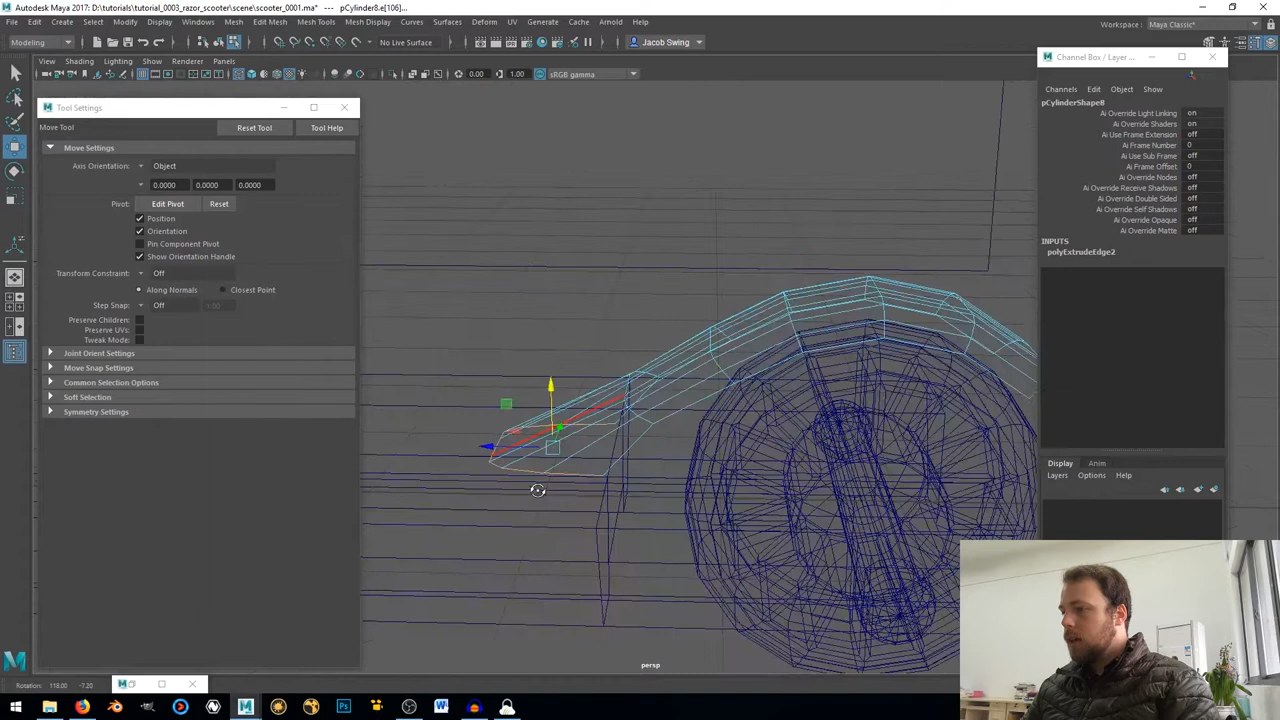 Autodesk Maya 2017: D:\tutorials\tutorial_0003_razor_scooter\scene\scooter_0001.ma* - pCylinder8.e[106]...
File Edit Create Select Modify Display Windows Mesh Edit Mesh Mesh Tools Mesh Display Curves Surfaces Deform UV Generate Cache Arnold Help
Workspace: Maya Classic*
Modeling No Live Surface Jacob Swing
View Shading Lighting Show Renderer Panels
0.00 1.00 sRGB gamma
Channel Box / Layer ...
Channels Edit Object Show
pCylinderShape8
Ai Override Light Linking on
Ai Override Shaders on
Ai Use Frame Extension off
Ai Frame Number 0
Ai Use Sub Frame off
Ai Frame Offset 0
Ai Override Nodes off
Ai Override Receive Shadows off
Ai Override Double Sided off
Ai Override Self Shadows off
Ai Override Opaque off
Ai Override Matte off
INPUTS
polyExtrudeEdge2
Display Anim
Layers Options Help
Tool Settings
Move Tool Reset Tool Tool Help
Move Settings
Axis Orientation: Object
0.0000 0.0000 0.0000
Pivot: Edit Pivot Reset
Position
Orientation
Pin Component Pivot
Show Orientation Handle
Transform Constraint: Off
Along Normals Closest Point
Step Snap: Off 1.00
Preserve Children:
Preserve UVs:
Tweak Mode:
Joint Orient Settings
Move Snap Settings
Common Selection Options
Soft Selection
Symmetry Settings
persp
Rotation: 118.00 -7.20